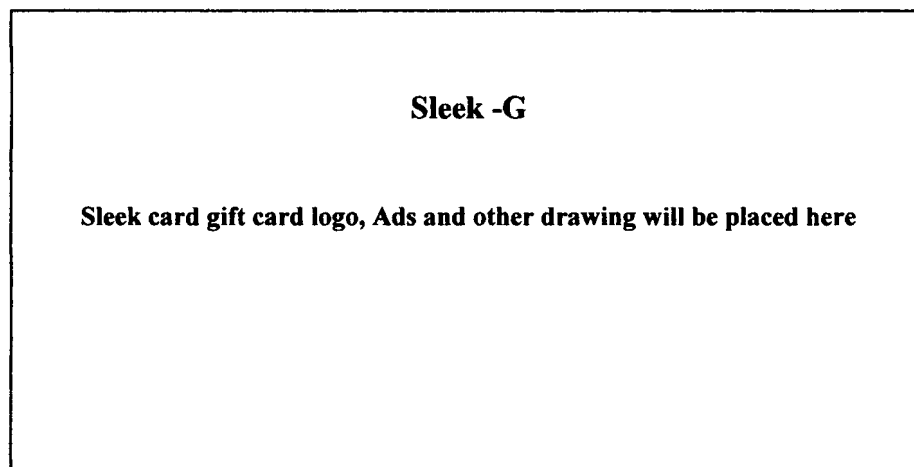 Sleek -G
Sleek card gift card logo, Ads and other drawing will be placed here